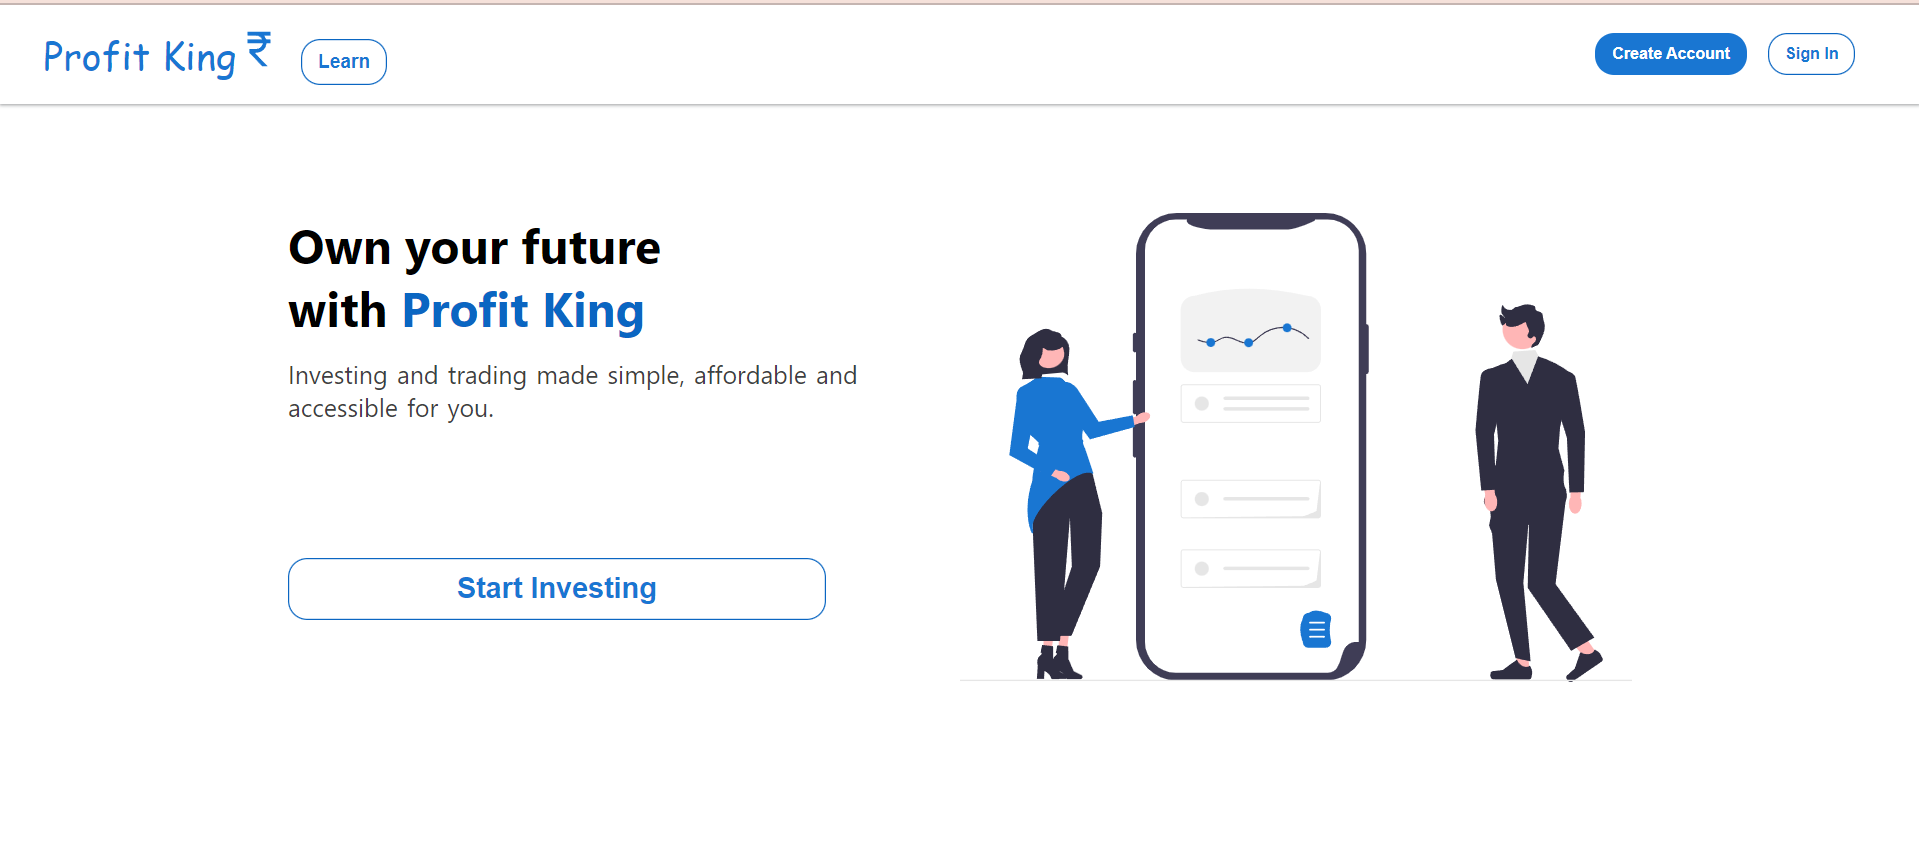 Profit King ₹
Learn
Create Account
Sign In
Own your future
with Profit King
Investing and trading made simple, affordable and
accessible for you.
Start Investing